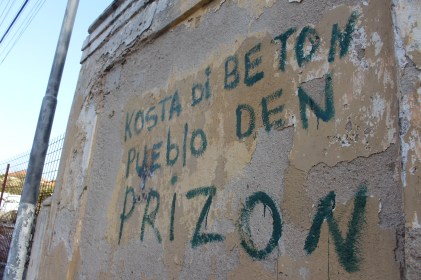 KOSTA Di BETON
PUEblO DEN
PRIZON